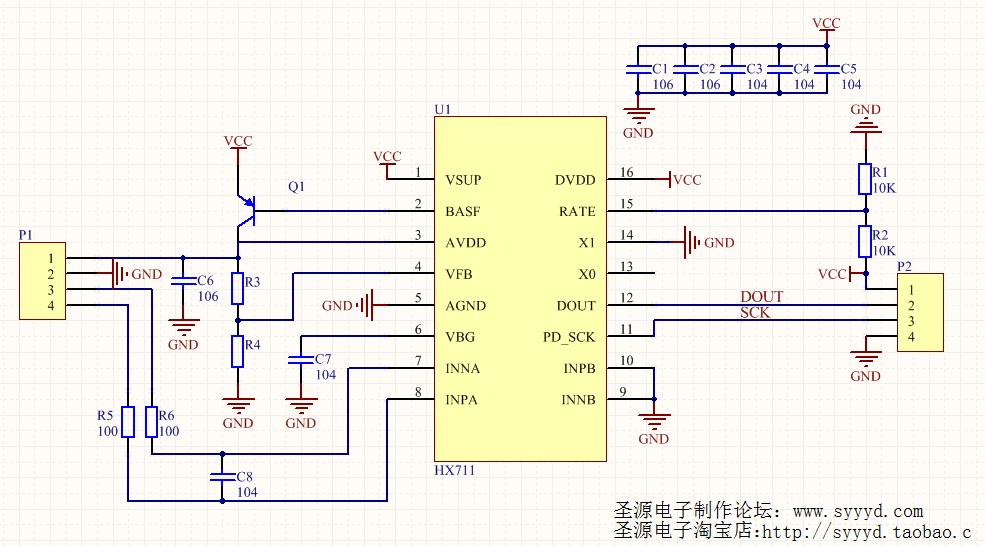 VCC
C1 C2 C3 C4 C5
106 106 104 104 104
GND
U1
GND
VCC
VCC
Q1
1 VSUP DVDD 16 VCC
R1
10K
2 BASF RATE 15
P1
3 AVDD X1 14 GND
R2
10K
1
2 GND
3
4
C6
106
R3
4 VFB X0 13
VCC
P2
1
2
3
4
GND 5 AGND DOUT 12 DOUT
SCK
GND
R4
6 VBG PD_SCK 11
C7
104
7 INNA INPB 10
GND
8 INPA INNB 9
GND
GND
GND
R5
100
R6
100
C8
104
HX711
圣源电子制作论坛：www.syyyd.com
圣源电子淘宝店:http://syyyd.taobao.c